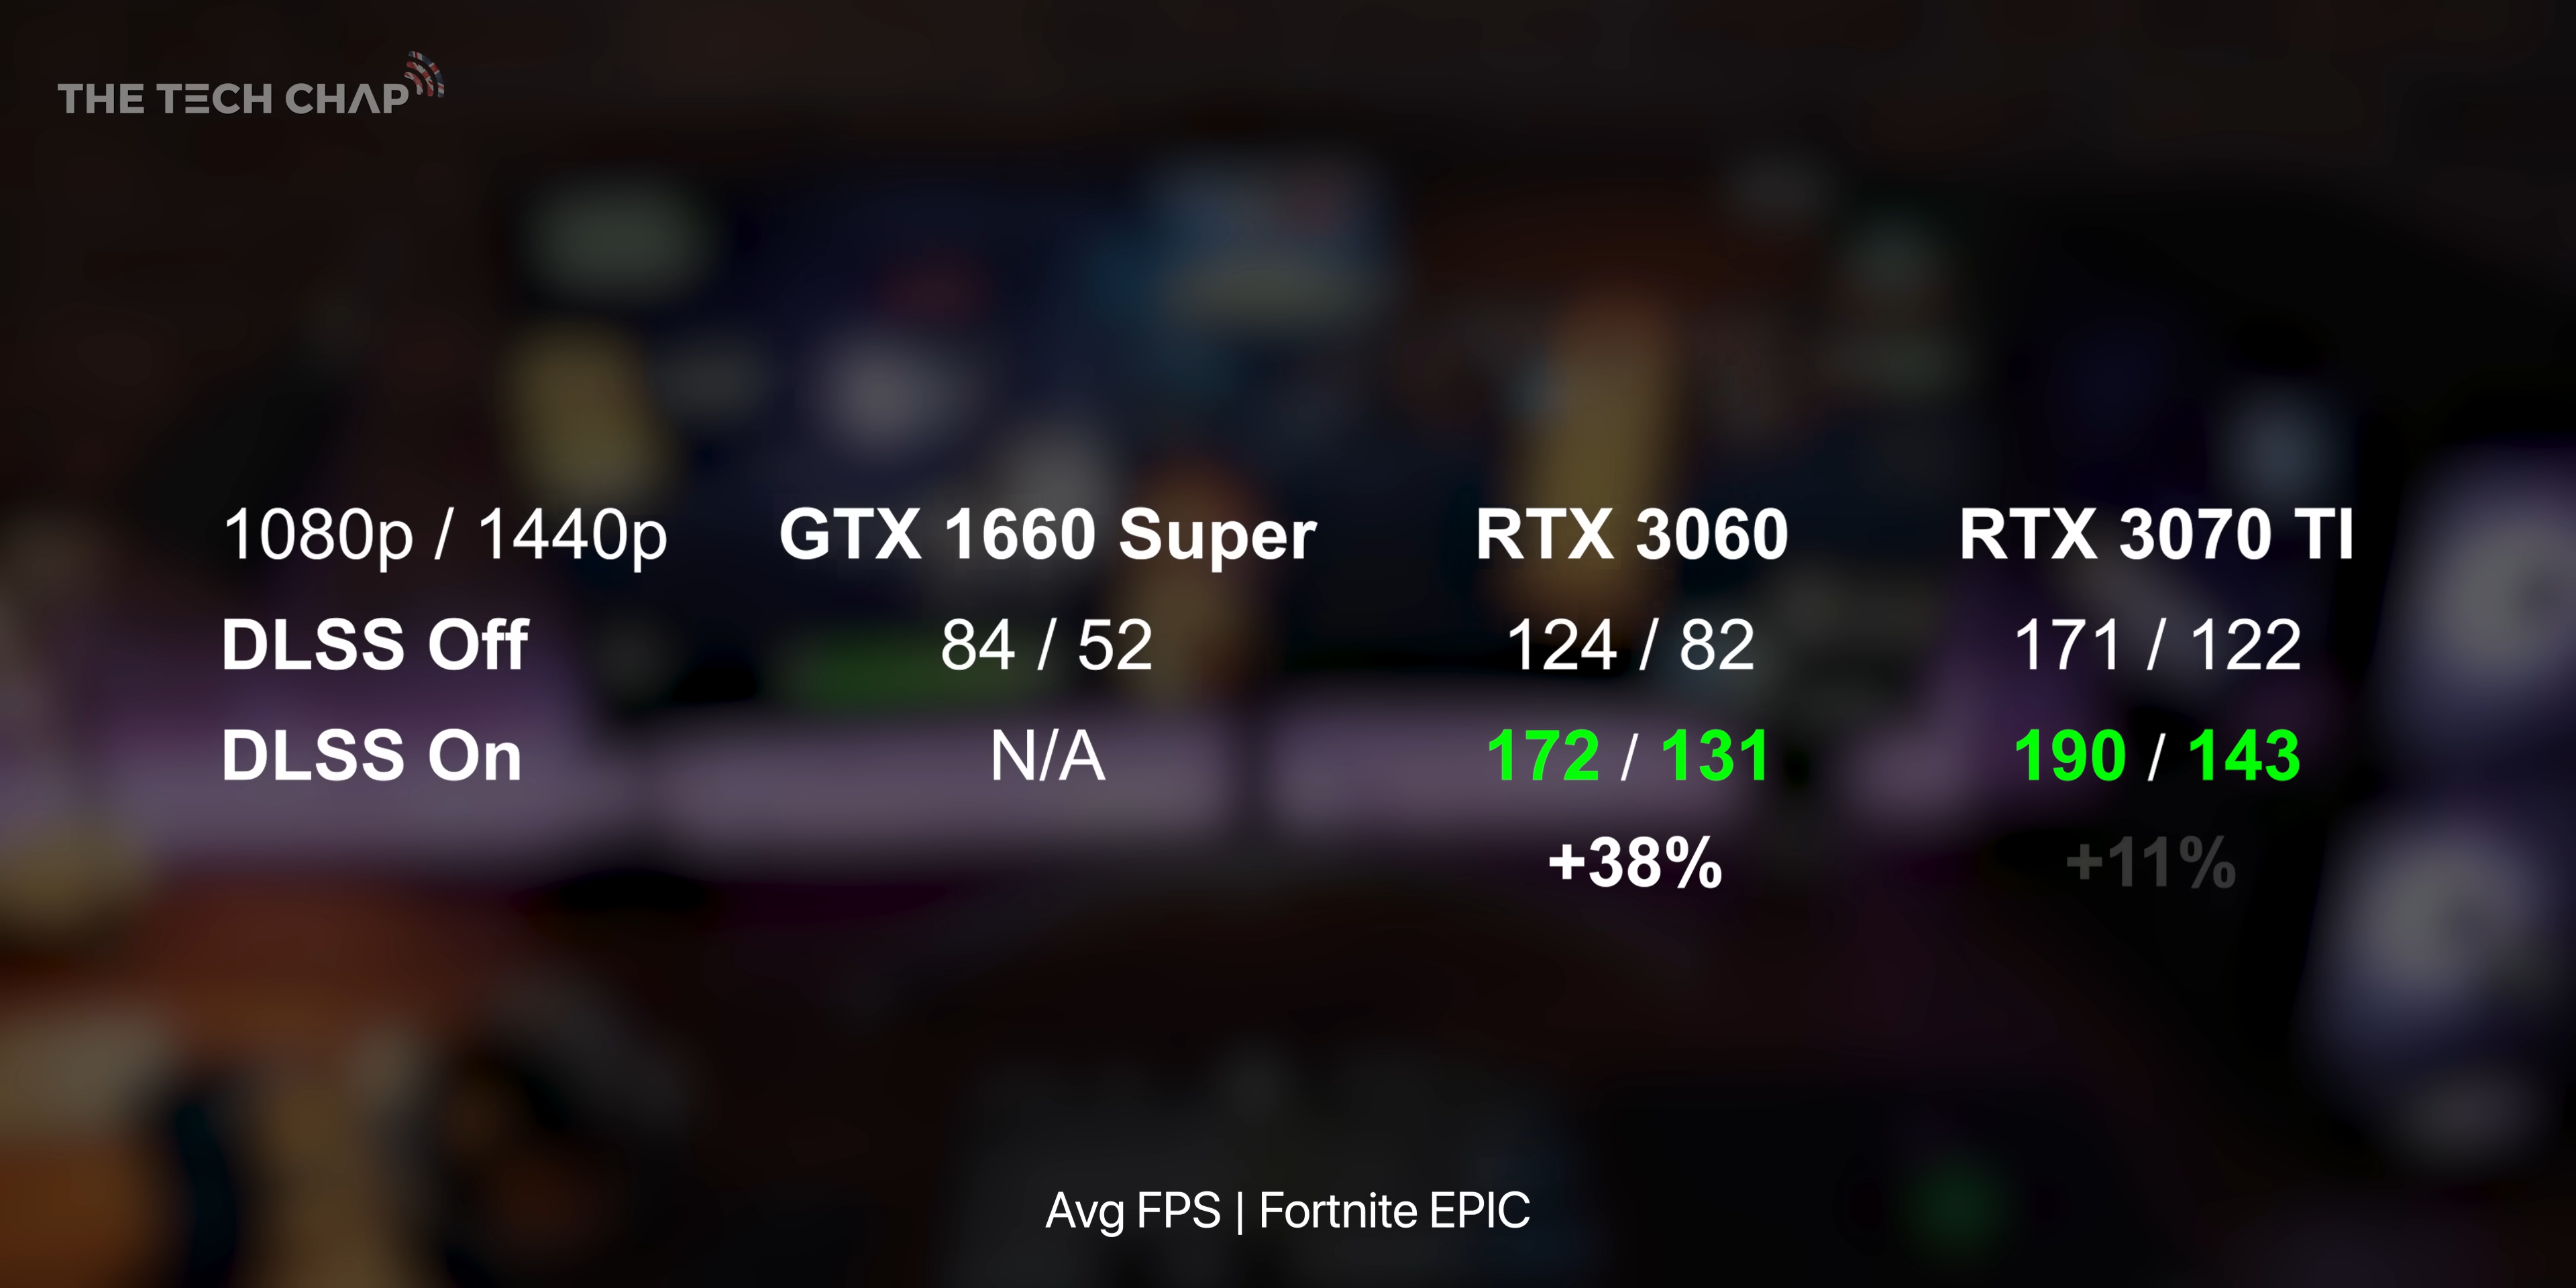 THE TECH CHAP
1080p / 1440p GTX 1660 Super RTX 3060 RTX 3070 TI
DLSS Off 84 / 52 124 / 82 171 / 122
DLSS On N/A 172 / 131 190 / 143
+38% +11%
Avg FPS | Fortnite EPIC